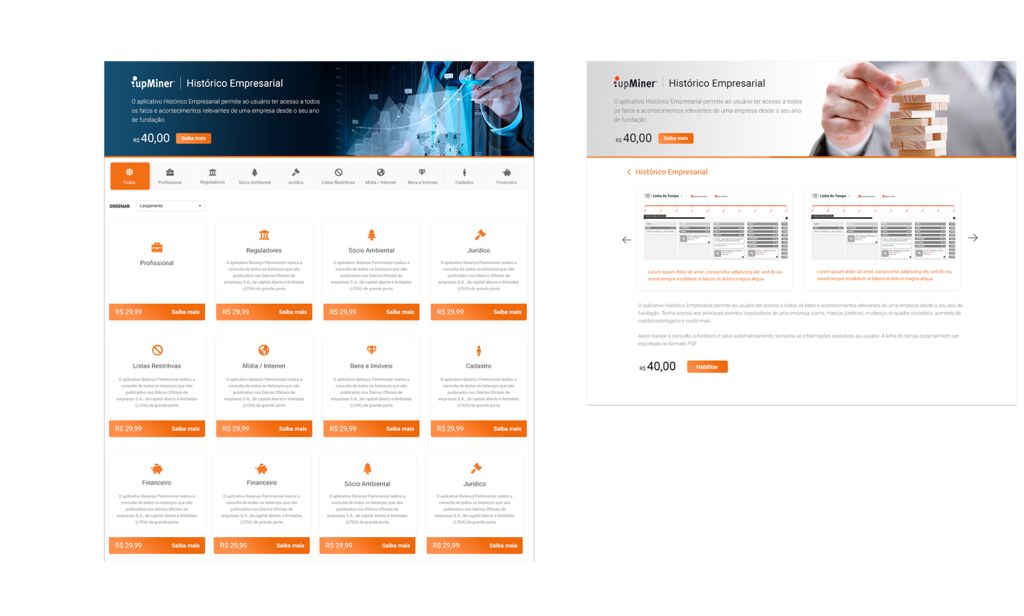 upMiner
Histórico Empresarial
O aplicativo Histórico Empresarial permite ao usuário ter acesso a todos
os fatos e acontecimentos relevantes de uma empresa desde o seu ano
de fundação.
R$ 40,00
Saiba mais
Todos
Profissional
Reguladores
Sócio Ambiental
Jurídico
Listas Restritivas
Mídia / Internet
Bens e Imóveis
Cadastro
Financeiro
ORDENAR
Lançamento
Profissional
R$ 29,99 Saiba mais
Reguladores
O aplicativo Balanço Patrimonial realiza a
consulta de todos os balanços que são
publicados nos Diários Oficiais de
empresas S.A., de capital aberto e limitadas
(LTDA) de grande porte.
R$ 29,99 Saiba mais
Sócio Ambiental
O aplicativo Balanço Patrimonial realiza a
consulta de todos os balanços que são
publicados nos Diários Oficiais de
empresas S.A., de capital aberto e limitadas
(LTDA) de grande porte.
R$ 29,99 Saiba mais
Jurídico
O aplicativo Balanço Patrimonial realiza a
consulta de todos os balanços que são
publicados nos Diários Oficiais de
empresas S.A., de capital aberto e limitadas
(LTDA) de grande porte.
R$ 29,99 Saiba mais
Listas Restritivas
O aplicativo Balanço Patrimonial realiza a
consulta de todos os balanços que são
publicados nos Diários Oficiais de
empresas S.A., de capital aberto e limitadas
(LTDA) de grande porte.
R$ 29,99 Saiba mais
Mídia / Internet
O aplicativo Balanço Patrimonial realiza a
consulta de todos os balanços que são
publicados nos Diários Oficiais de
empresas S.A., de capital aberto e limitadas
(LTDA) de grande porte.
R$ 29,99 Saiba mais
Bens e Imóveis
O aplicativo Balanço Patrimonial realiza a
consulta de todos os balanços que são
publicados nos Diários Oficiais de
empresas S.A., de capital aberto e limitadas
(LTDA) de grande porte.
R$ 29,99 Saiba mais
Cadastro
O aplicativo Balanço Patrimonial realiza a
consulta de todos os balanços que são
publicados nos Diários Oficiais de
empresas S.A., de capital aberto e limitadas
(LTDA) de grande porte.
R$ 29,99 Saiba mais
Financeiro
O aplicativo Balanço Patrimonial realiza a
consulta de todos os balanços que são
publicados nos Diários Oficiais de
empresas S.A., de capital aberto e limitadas
(LTDA) de grande porte.
R$ 29,99 Saiba mais
Financeiro
O aplicativo Balanço Patrimonial realiza a
consulta de todos os balanços que são
publicados nos Diários Oficiais de
empresas S.A., de capital aberto e limitadas
(LTDA) de grande porte.
R$ 29,99 Saiba mais
Sócio Ambiental
O aplicativo Balanço Patrimonial realiza a
consulta de todos os balanços que são
publicados nos Diários Oficiais de
empresas S.A., de capital aberto e limitadas
(LTDA) de grande porte.
R$ 29,99 Saiba mais
Jurídico
O aplicativo Balanço Patrimonial realiza a
consulta de todos os balanços que são
publicados nos Diários Oficiais de
empresas S.A., de capital aberto e limitadas
(LTDA) de grande porte.
R$ 29,99 Saiba mais
upMiner
Histórico Empresarial
O aplicativo Histórico Empresarial permite ao usuário ter acesso a todos
os fatos e acontecimentos relevantes de uma empresa desde o seu ano
de fundação.
R$ 40,00
Saiba mais
Histórico Empresarial
Linha do Tempo
Lorem ipsum dolor sit amet, consectetur adipiscing elit, sed do eiu
smod tempor incididunt ut labore et dolore magna aliqua.
Linha do Tempo
Lorem ipsum dolor sit amet, consectetur adipiscing elit, sed do eiu
smod tempor incididunt ut labore et dolore magna aliqua.
O aplicativo Histórico Empresarial permite ao usuário ter acesso a todos os fatos e acontecimentos relevantes de uma empresa desde o seu ano de
fundação. Tenha acesso aos principais eventos corporativos de uma empresa, como: marcos jurídicos, mudança no quadro societário, aumento de
capital,reportagens e muito mais.
Após realizar a consulta, o histórico é salvo automaticamente, tornando as informações acessíveis ao usuário. A linha do tempo pode também ser
exportada no formato PDF.
R$ 40,00
Habilitar